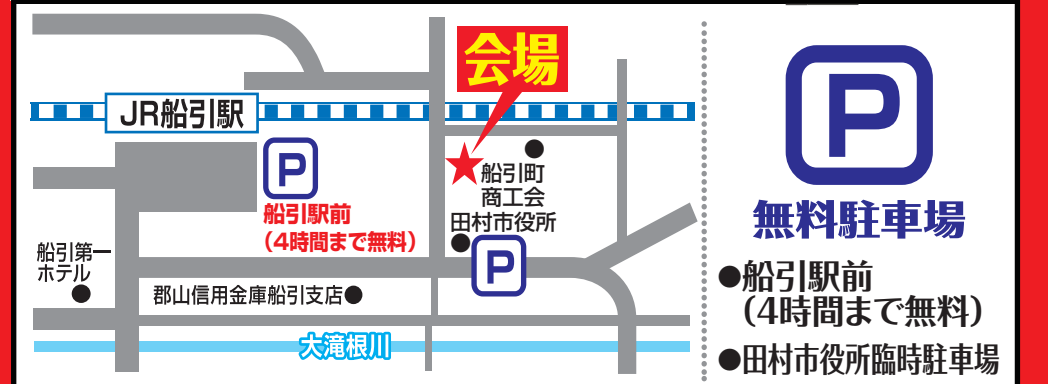 会場
JR船引駅
P
船引駅前
(4時間まで無料)
船引町
商工会
田村市役所
P
船引第一
ホテル
郡山信用金庫船引支店
大滝根川
P
無料駐車場
●船引駅前
(4時間まで無料)
●田村市役所臨時駐車場